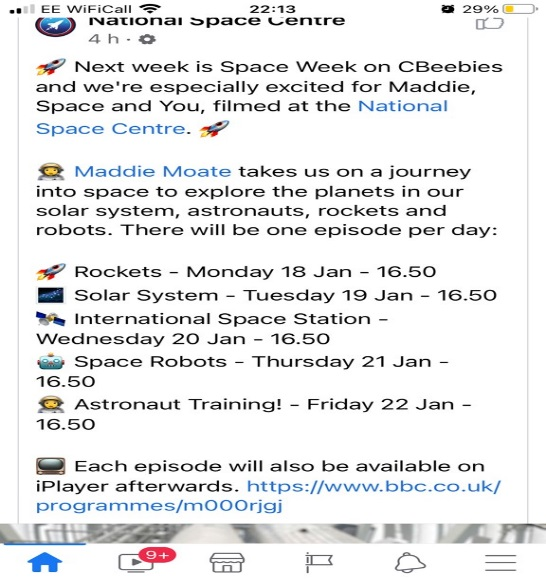 EE WiFiCall 22:13 29%
National Space Centre
4 h ·
🚀 Next week is Space Week on CBeebies
and we're especially excited for Maddie,
Space and You, filmed at the National
Space Centre. 🚀
👩‍🚀 Maddie Moate takes us on a journey
into space to explore the planets in our
solar system, astronauts, rockets and
robots. There will be one episode per day:
🚀 Rockets - Monday 18 Jan - 16.50
🌌 Solar System - Tuesday 19 Jan - 16.50
🛰 International Space Station -
Wednesday 20 Jan - 16.50
🤖 Space Robots - Thursday 21 Jan -
16.50
👩‍🚀 Astronaut Training! - Friday 22 Jan -
16.50
📺 Each episode will also be available on
iPlayer afterwards. https://www.bbc.co.uk/
programmes/m000rjgj
9+